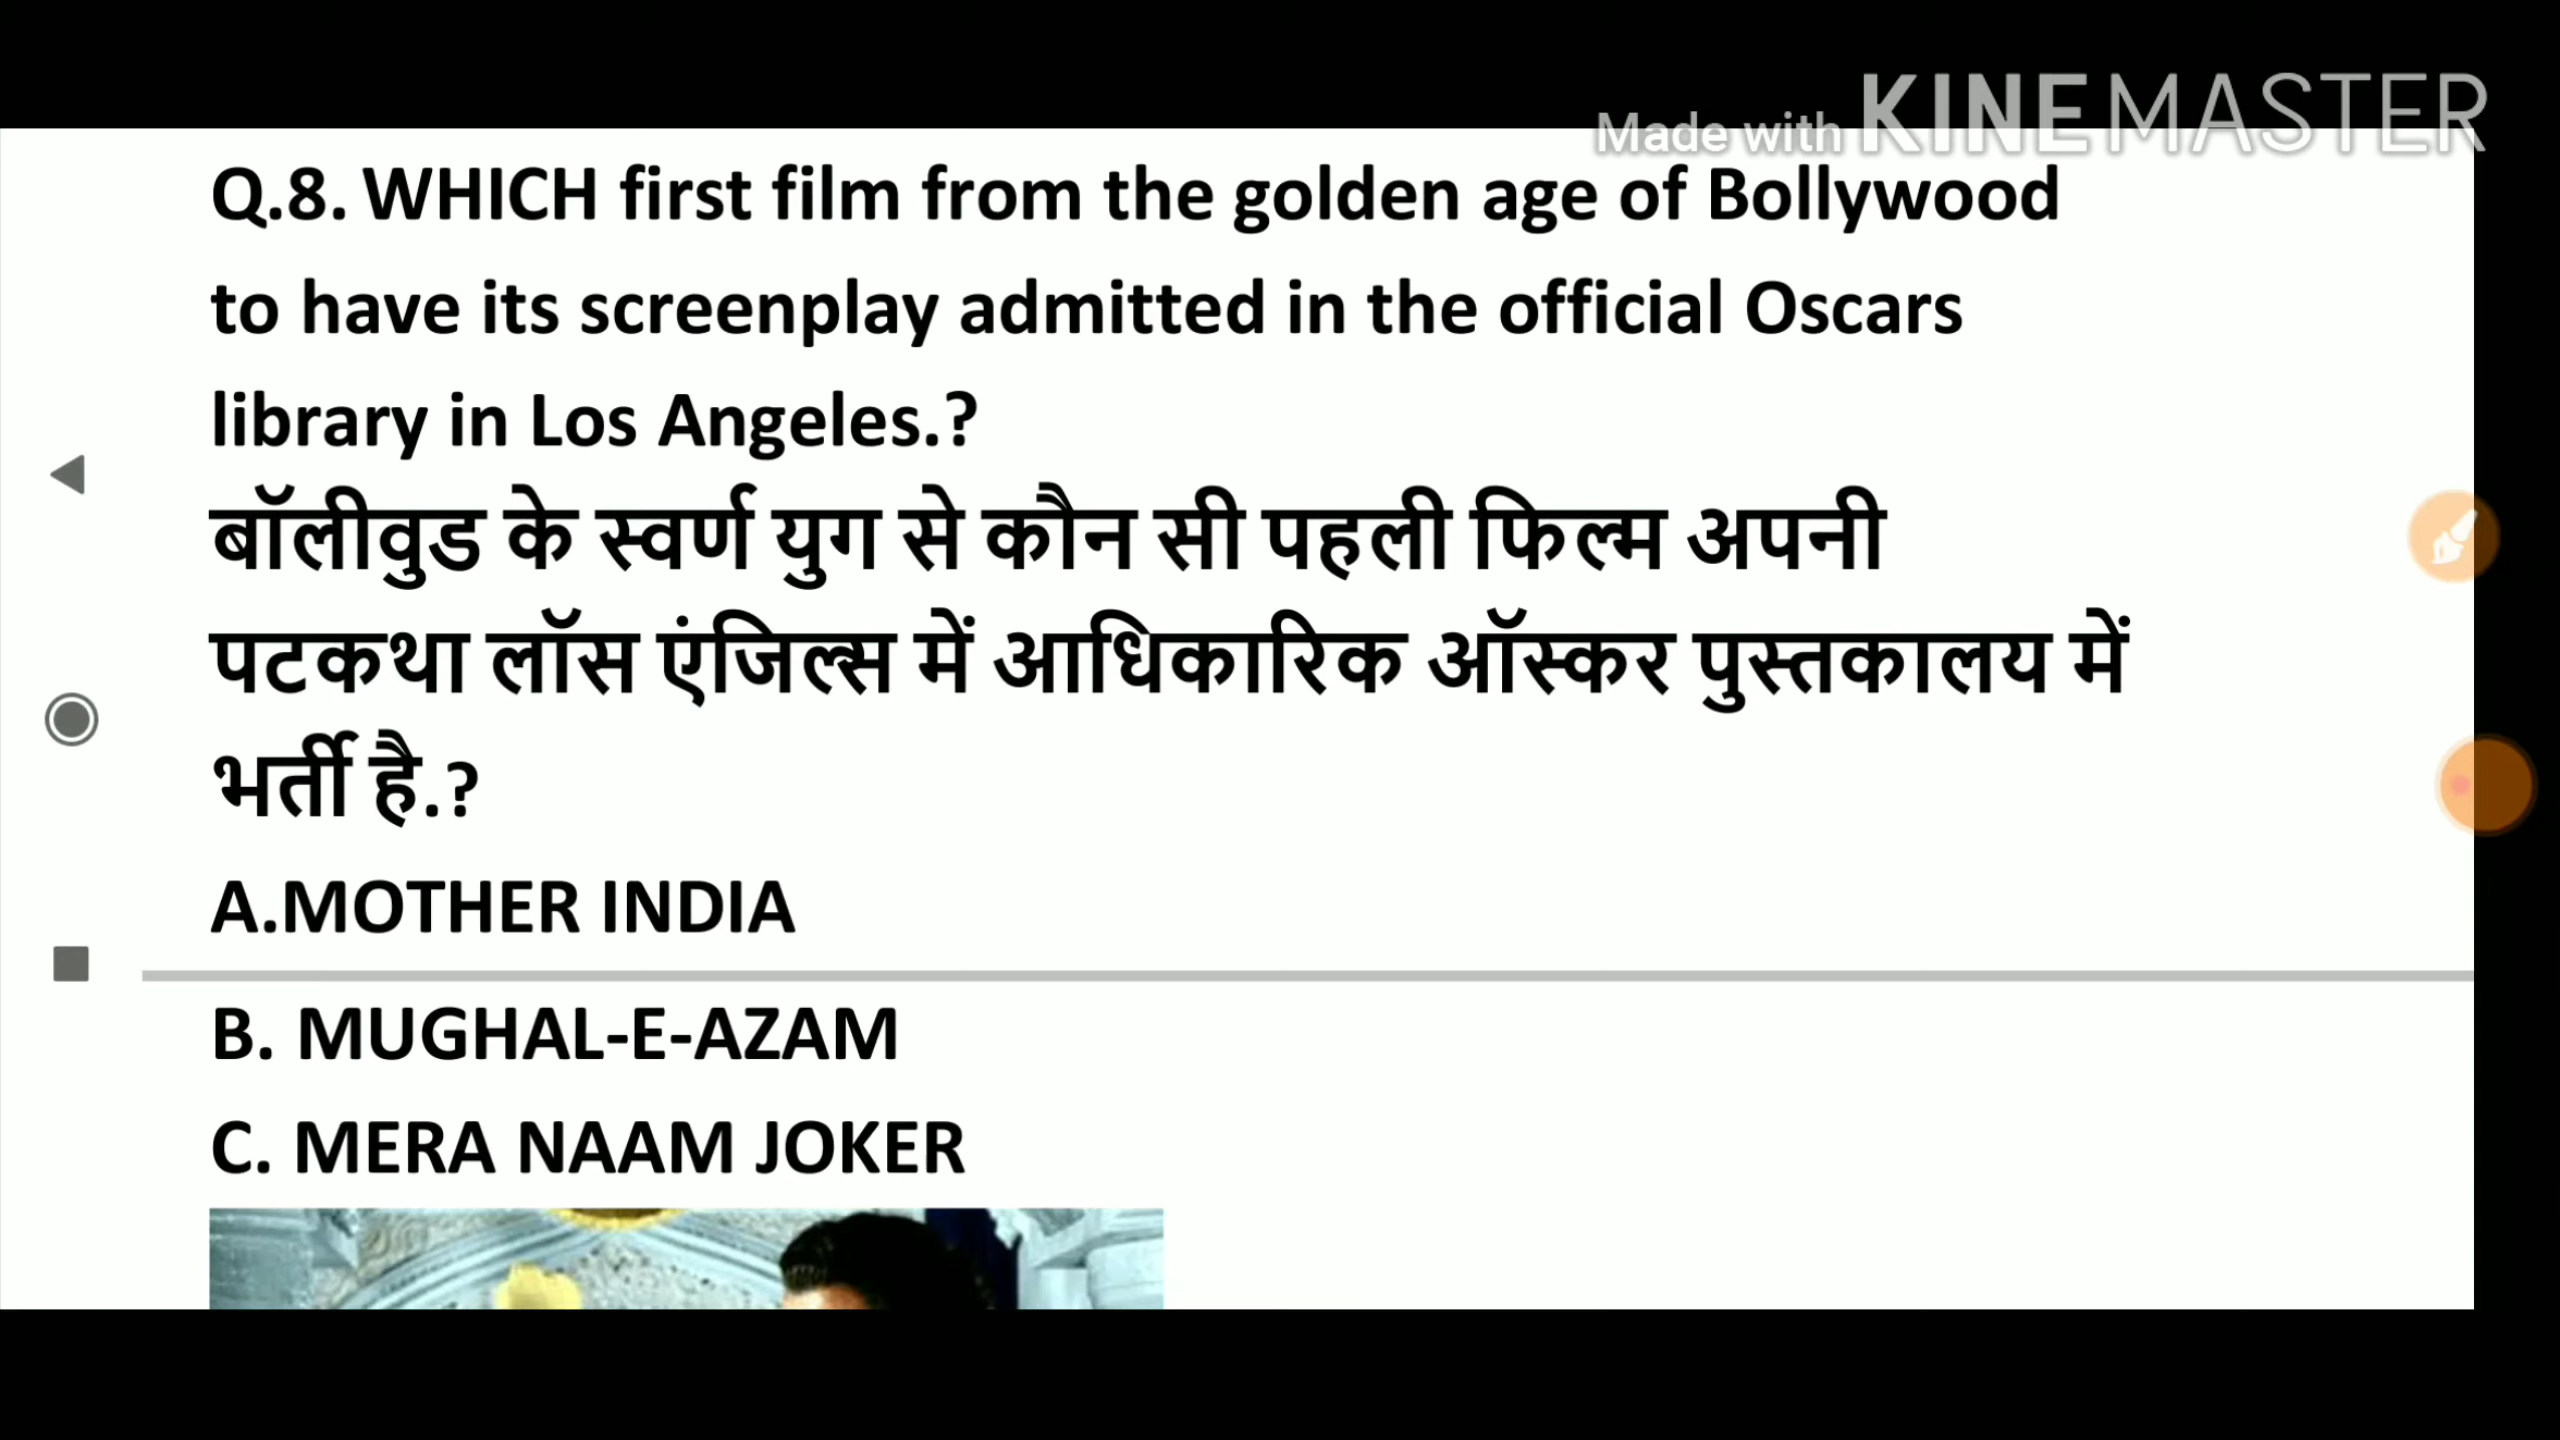 Made with KINEMASTER
Q.8. WHICH first film from the golden age of Bollywood
to have its screenplay admitted in the official Oscars
library in Los Angeles.?
बॉलीवुड के स्वर्ण युग से कौन सी पहली फिल्म अपनी
पटकथा लॉस एंजिल्स में आधिकारिक ऑस्कर पुस्तकालय में
भर्ती है.?
A.MOTHER INDIA
B. MUGHAL-E-AZAM
C. MERA NAAM JOKER